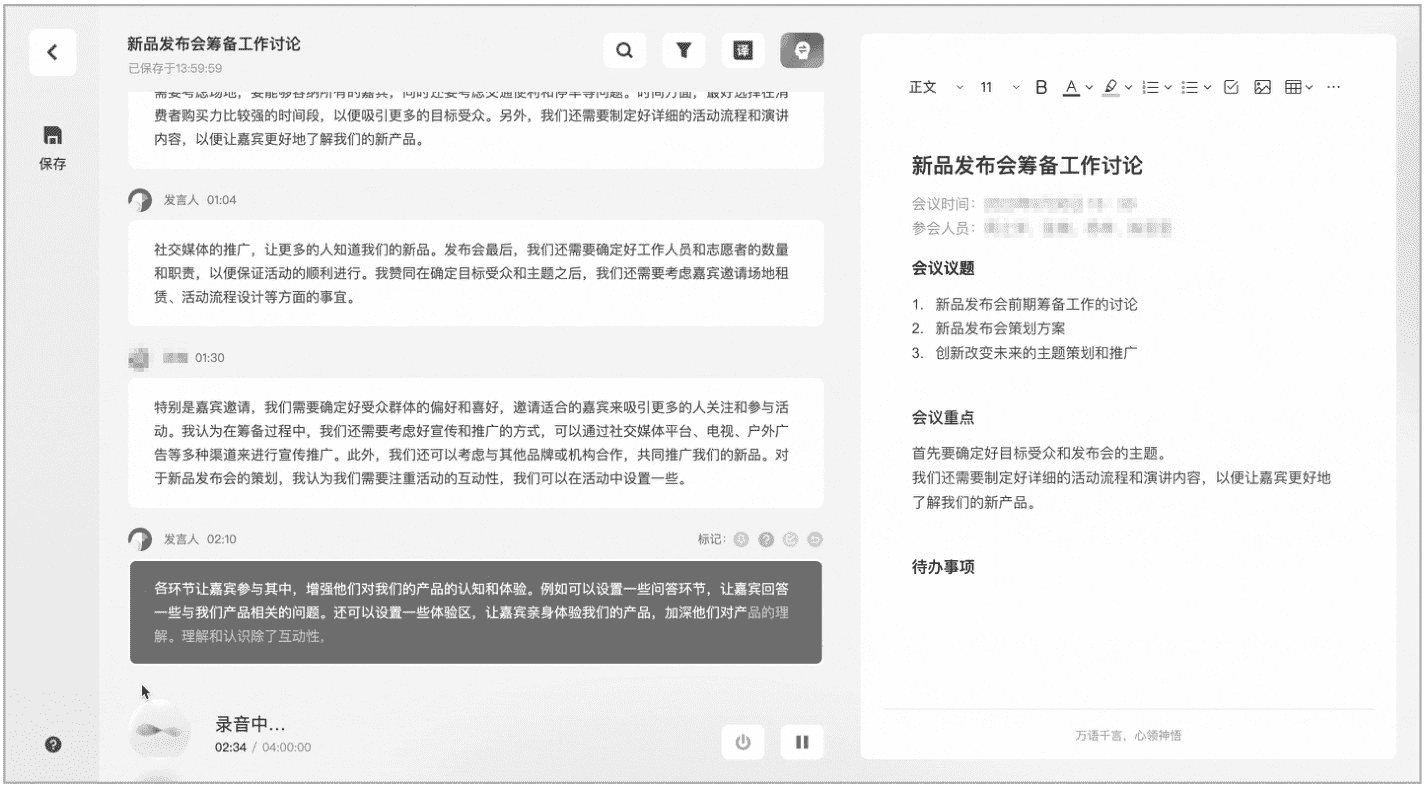 新品发布会筹备工作讨论
已保存于13:59:59
译
保存
需要考虑场地，要能够容纳所有的嘉宾，同时还要考虑交通便利和停车等问题。时间方面，最好选择在消
费者购买力比较强的时间段，以便吸引更多的目标受众。另外，我们还需要制定好详细的活动流程和演讲
内容，以便让嘉宾更好地了解我们的新产品。
发言人 01:04
社交媒体的推广，让更多的人知道我们的新品。发布会最后，我们还需要确定好工作人员和志愿者的数量
和职责，以便保证活动的顺利进行。我赞同在确定目标受众和主题之后，我们还需要考虑嘉宾邀请场地租
赁、活动流程设计等方面的事宜。
01:30
特别是嘉宾邀请，我们需要确定好受众群体的偏好和喜好，邀请适合的嘉宾来吸引更多的人关注和参与活
动。我认为在筹备过程中，我们还需要考虑好宣传和推广的方式，可以通过社交媒体平台、电视、户外广
告等多种渠道来进行宣传推广。此外，我们还可以考虑与其他品牌或机构合作，共同推广我们的新品。对
于新品发布会的策划，我认为我们需要注重活动的互动性，我们可以在活动中设置一些。
发言人 02:10
标记：
各环节让嘉宾参与其中，增强他们对我们的产品的认知和体验。例如可以设置一些问答环节，让嘉宾回答
一些与我们产品相关的问题。还可以设置一些体验区，让嘉宾亲身体验我们的产品，加深他们对产品的理
解。理解和认识除了互动性，
录音中...
02:34 / 04:00:00
正文 11 B A
新品发布会筹备工作讨论
会议时间：
参会人员：
会议议题
1. 新品发布会前期筹备工作的讨论
2. 新品发布会策划方案
3. 创新改变未来的主题策划和推广
会议重点
首先要确定好目标受众和发布会的主题。
我们还需要制定好详细的活动流程和演讲内容，以便让嘉宾更好地
了解我们的新产品。
待办事项
万语千言，心领神悟